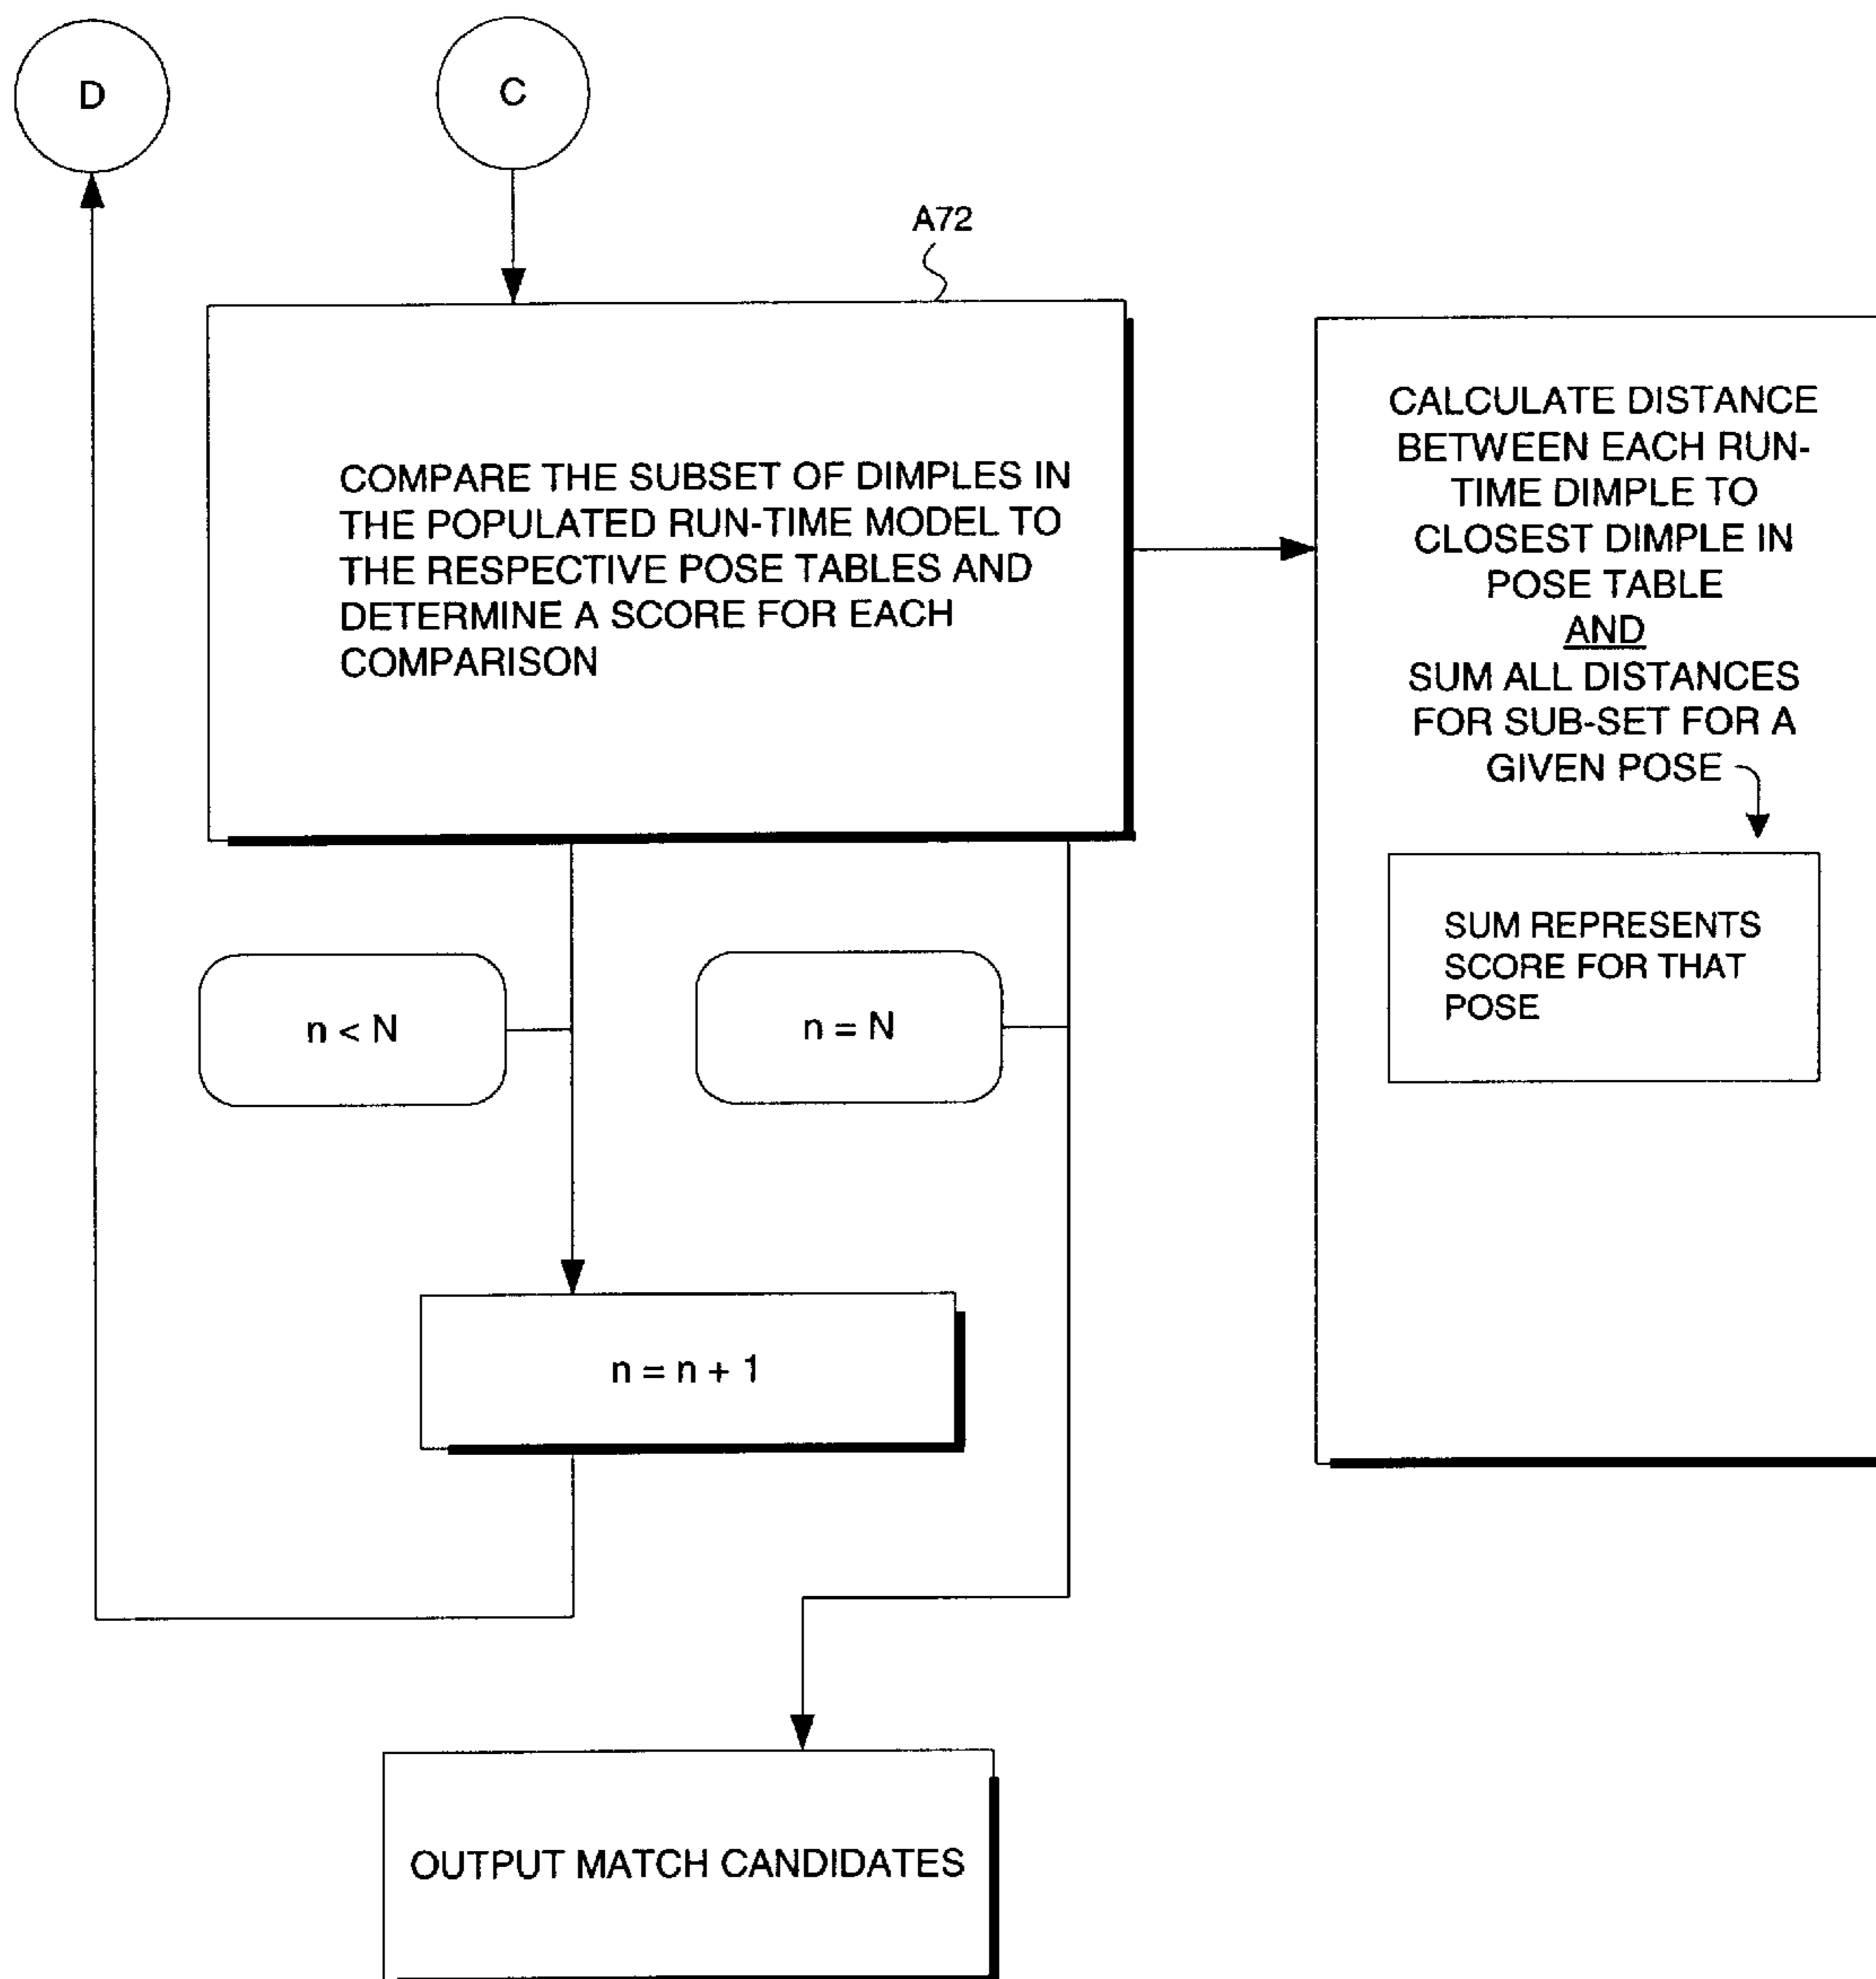 D
C
A72
COMPARE THE SUBSET OF DIMPLES IN
THE POPULATED RUN-TIME MODEL TO
THE RESPECTIVE POSE TABLES AND
DETERMINE A SCORE FOR EACH
COMPARISON
CALCULATE DISTANCE
BETWEEN EACH RUN-
TIME DIMPLE TO
CLOSEST DIMPLE IN
POSE TABLE
AND
SUM ALL DISTANCES
FOR SUB-SET FOR A
GIVEN POSE
SUM REPRESENTS
SCORE FOR THAT
POSE
n < N
n = N
n = n + 1
OUTPUT MATCH CANDIDATES